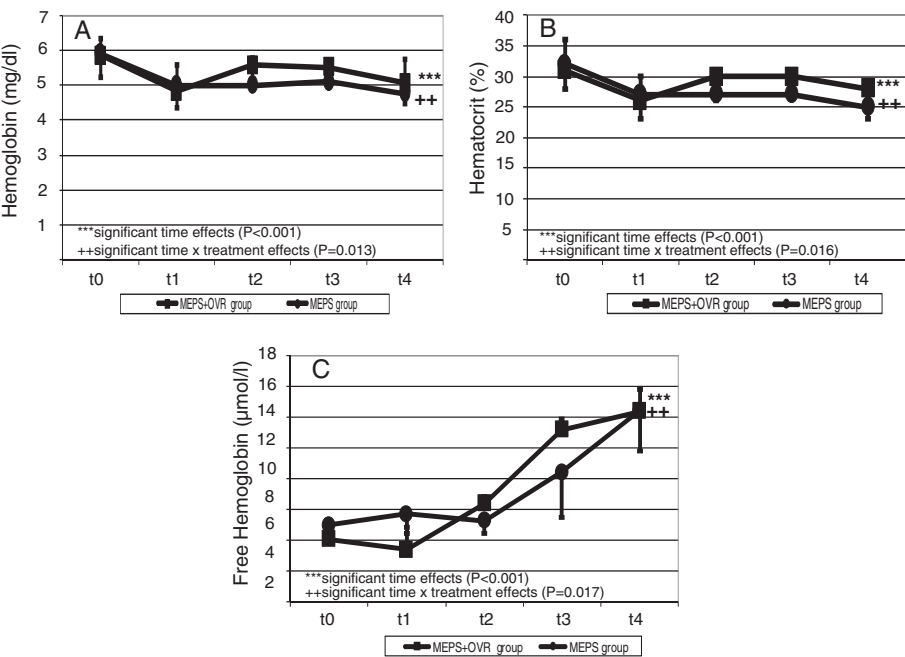 A
Hemoglobin (mg/dl)
7
6
5
4
3
2
1
***
++
***significant time effects (P<0.001)
++significant time x treatment effects (P=0.013)
t0 t1 t2 t3 t4
MEPS+OVR group MEPS group
B
Hematocrit (%)
40
35
30
25
20
15
10
5
***
++
***significant time effects (P<0.001)
++significant time x treatment effects (P=0.016)
t0 t1 t2 t3 t4
MEPS+OVR group MEPS group
C
Free Hemoglobin (µmol/l)
18
16
14
12
10
8
6
4
2
***
++
***significant time effects (P<0.001)
++significant time x treatment effects (P=0.017)
t0 t1 t2 t3 t4
MEPS+OVR group MEPS group